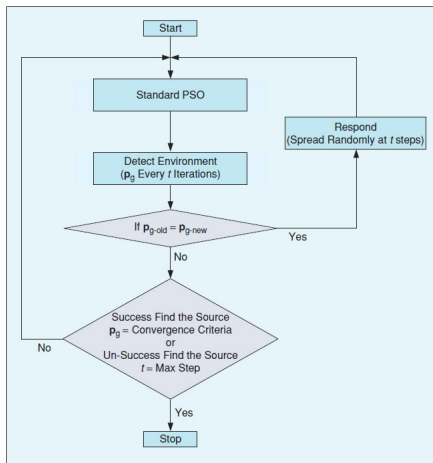 Start
Standard PSO
Respond
(Spread Randomly at t steps)
Detect Environment
(pg Every t Iterations)
If pg-old = pg-new
Yes
No
Success Find the Source
pg = Convergence Criteria
or
Un-Success Find the Source
t = Max Step
No
Yes
Stop